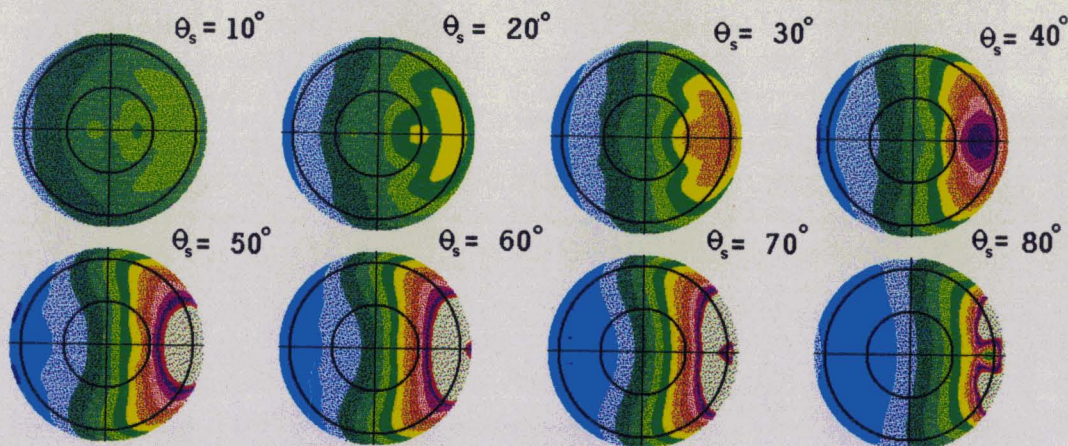 θs = 10°
θs = 20°
θs = 30°
θs = 40°
θs = 50°
θs = 60°
θs = 70°
θs = 80°